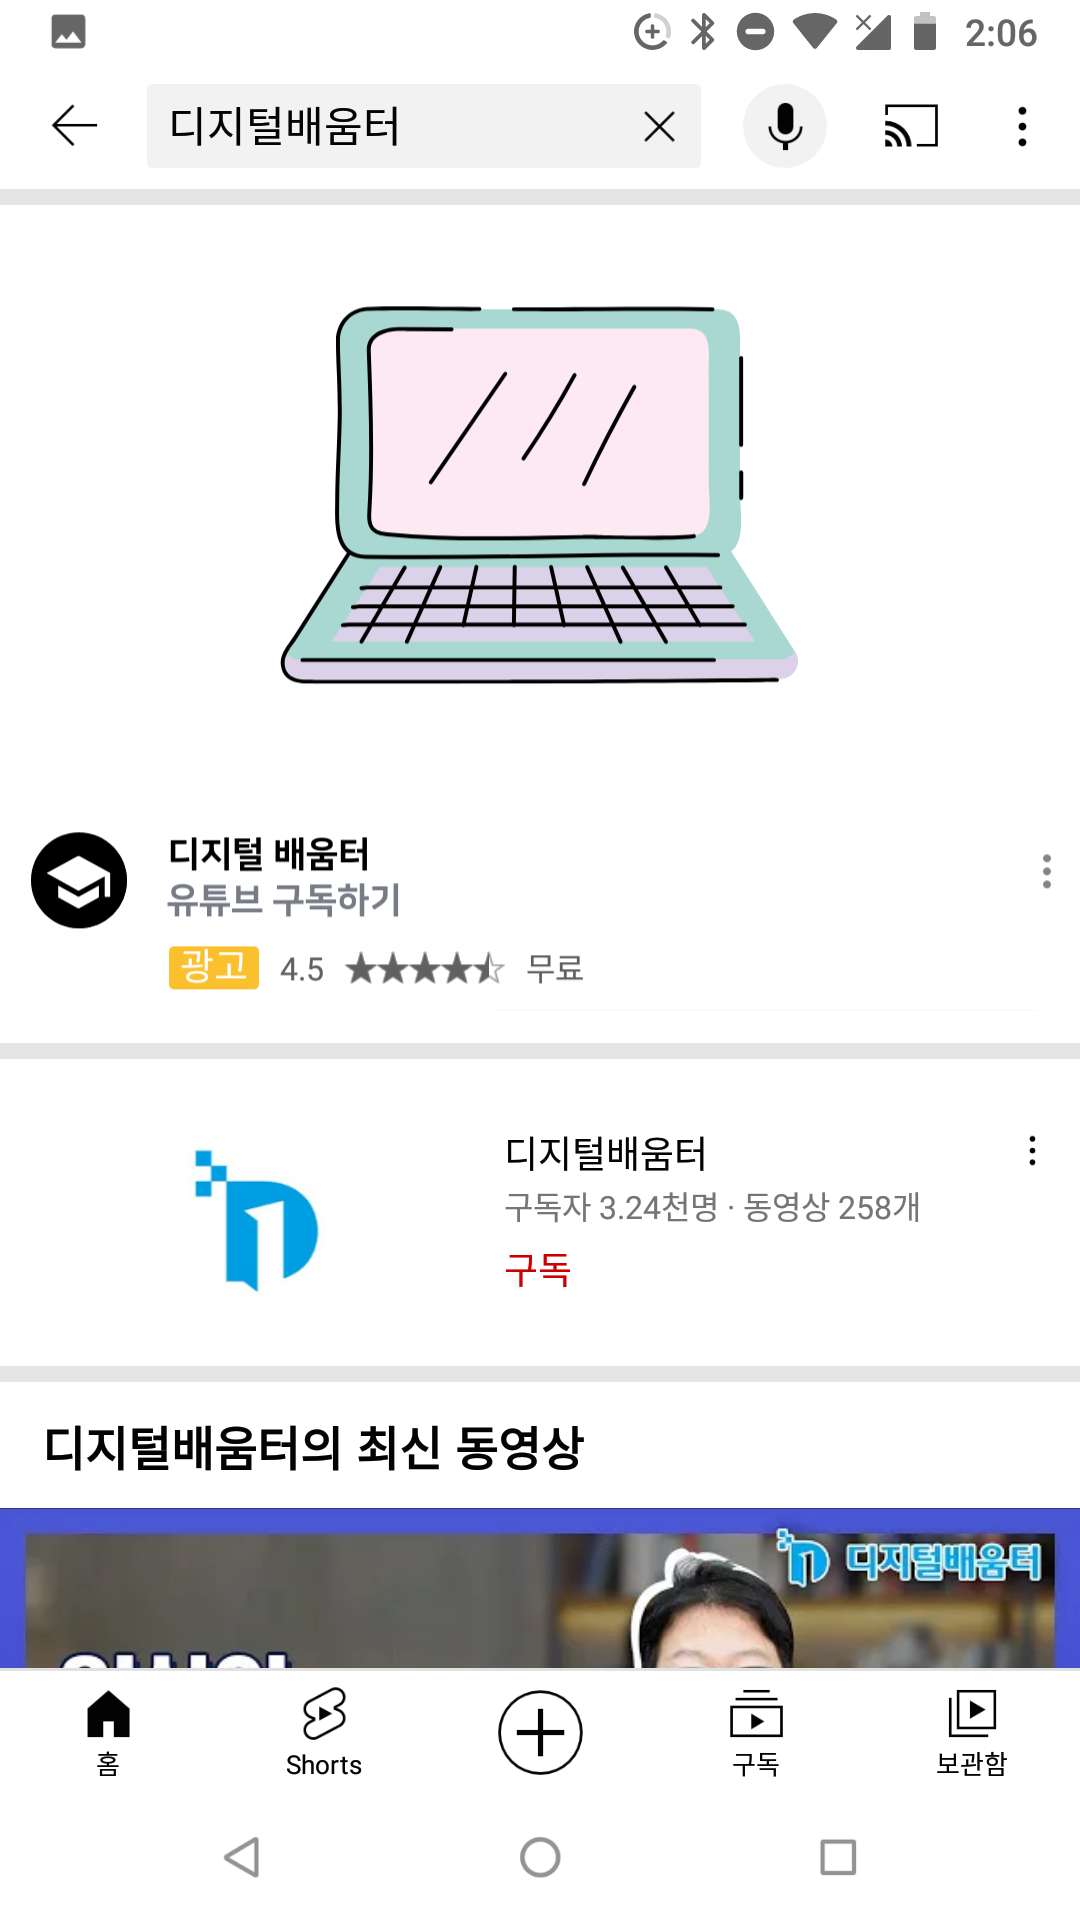 2:06
디지털배움터
디지털 배움터
유튜브 구독하기
광고 4.5 무료
디지털배움터
구독자 3.24천명 · 동영상 258개
구독
디지털배움터의 최신 동영상
디지털배움터
홈
Shorts
구독
보관함